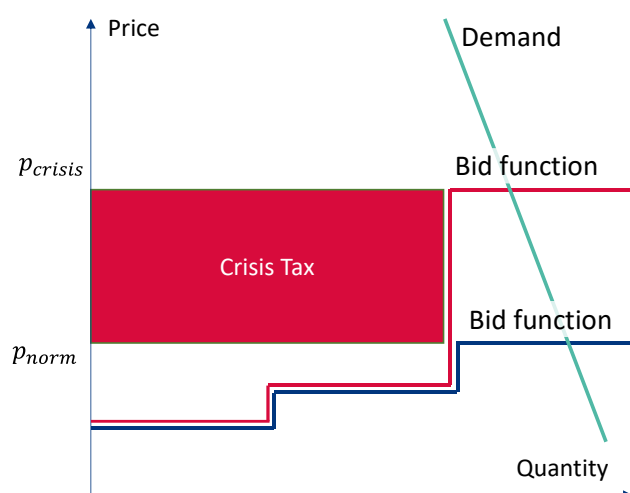 Price
Demand
p_crisis
Bid function
Crisis Tax
Bid function
p_norm
Quantity